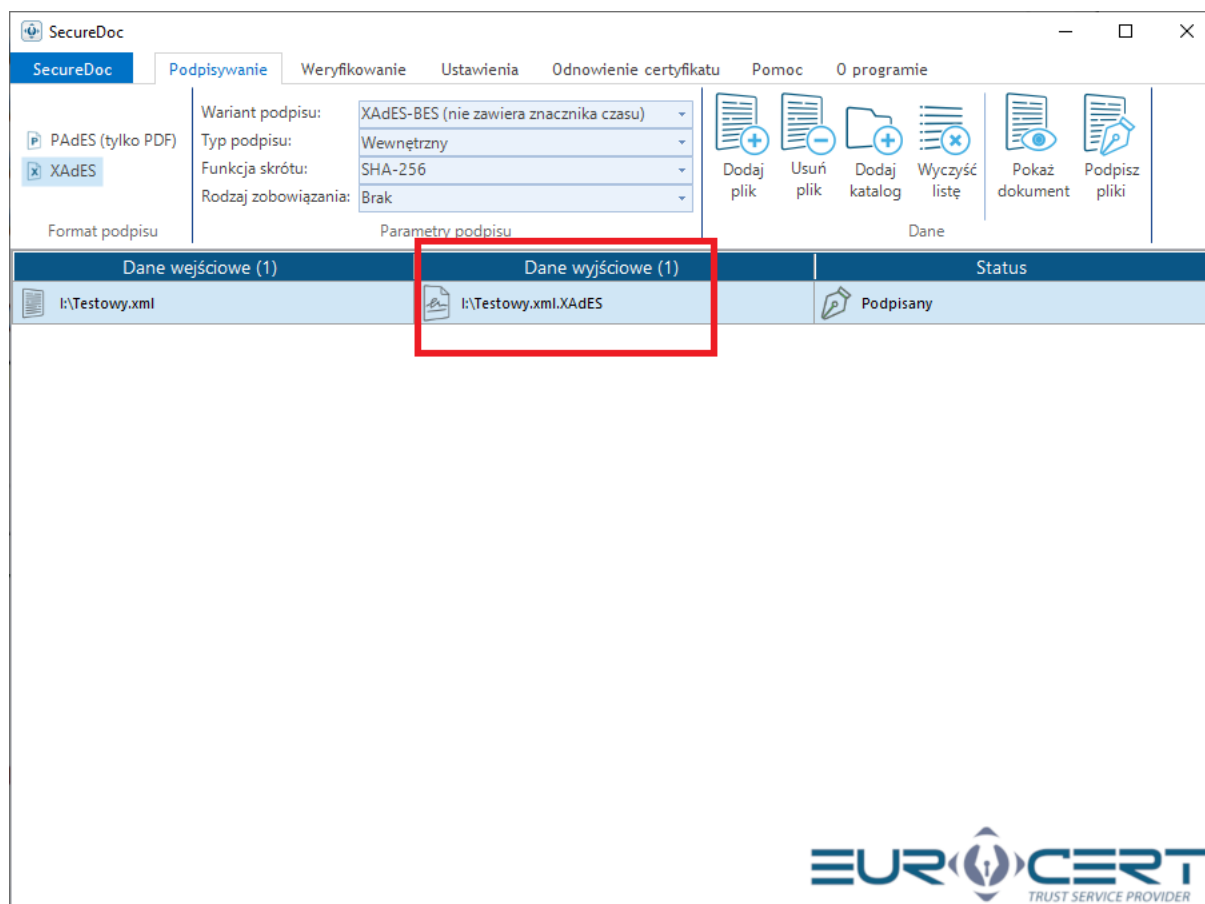 SecureDoc
SecureDoc Podpisywanie Weryfikowanie Ustawienia Odnowienie certyfikatu Pomoc O programie
PAdES (tylko PDF)
XAdES
Format podpisu
Wariant podpisu: XAdES-BES (nie zawiera znacznika czasu)
Typ podpisu: Wewnętrzny
Funkcja skrótu: SHA-256
Rodzaj zobowiązania: Brak
Parametry podpisu
Dodaj plik
Usuń plik
Dodaj katalog
Wyczyść listę
Pokaż dokument
Podpisz pliki
Dane
Dane wejściowe (1) Dane wyjściowe (1) Status
I:\Testowy.xml I:\Testowy.xml.XAdES Podpisany
EUROCERT
TRUST SERVICE PROVIDER